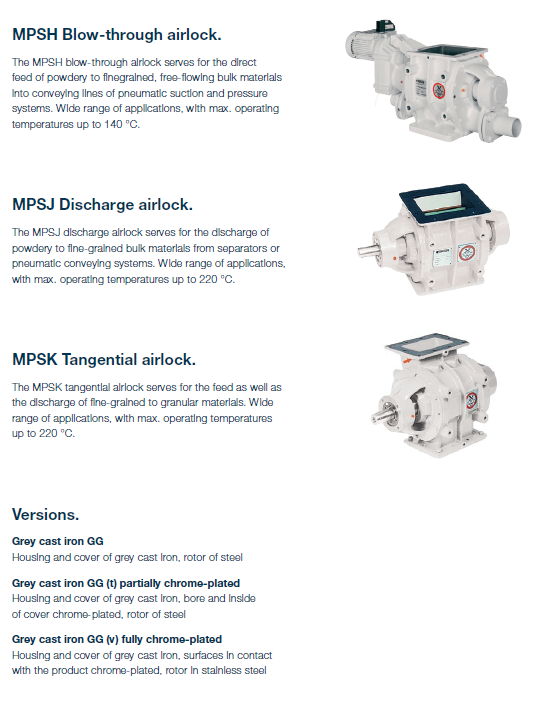 MPSH Blow-through airlock.
The MPSH blow-through airlock serves for the direct
feed of powdery to finegrained, free-flowing bulk materials
into conveying lines of pneumatic suction and pressure
systems. Wide range of applications, with max. operating
temperatures up to 140 °C.
MPSJ Discharge airlock.
The MPSJ discharge airlock serves for the discharge of
powdery to fine-grained bulk materials from separators or
pneumatic conveying systems. Wide range of applications,
with max. operating temperatures up to 220 °C.
MPSK Tangential airlock.
The MPSK tangential airlock serves for the feed as well as
the discharge of fine-grained to granular materials. Wide
range of applications, with max. operating temperatures
up to 220 °C.
Versions.
Grey cast iron GG
Housing and cover of grey cast iron, rotor of steel
Grey cast iron GG (t) partially chrome-plated
Housing and cover of grey cast iron, bore and inside
of cover chrome-plated, rotor of steel
Grey cast iron GG (v) fully chrome-plated
Housing and cover of grey cast iron, surfaces in contact
with the product chrome-plated, rotor in stainless steel